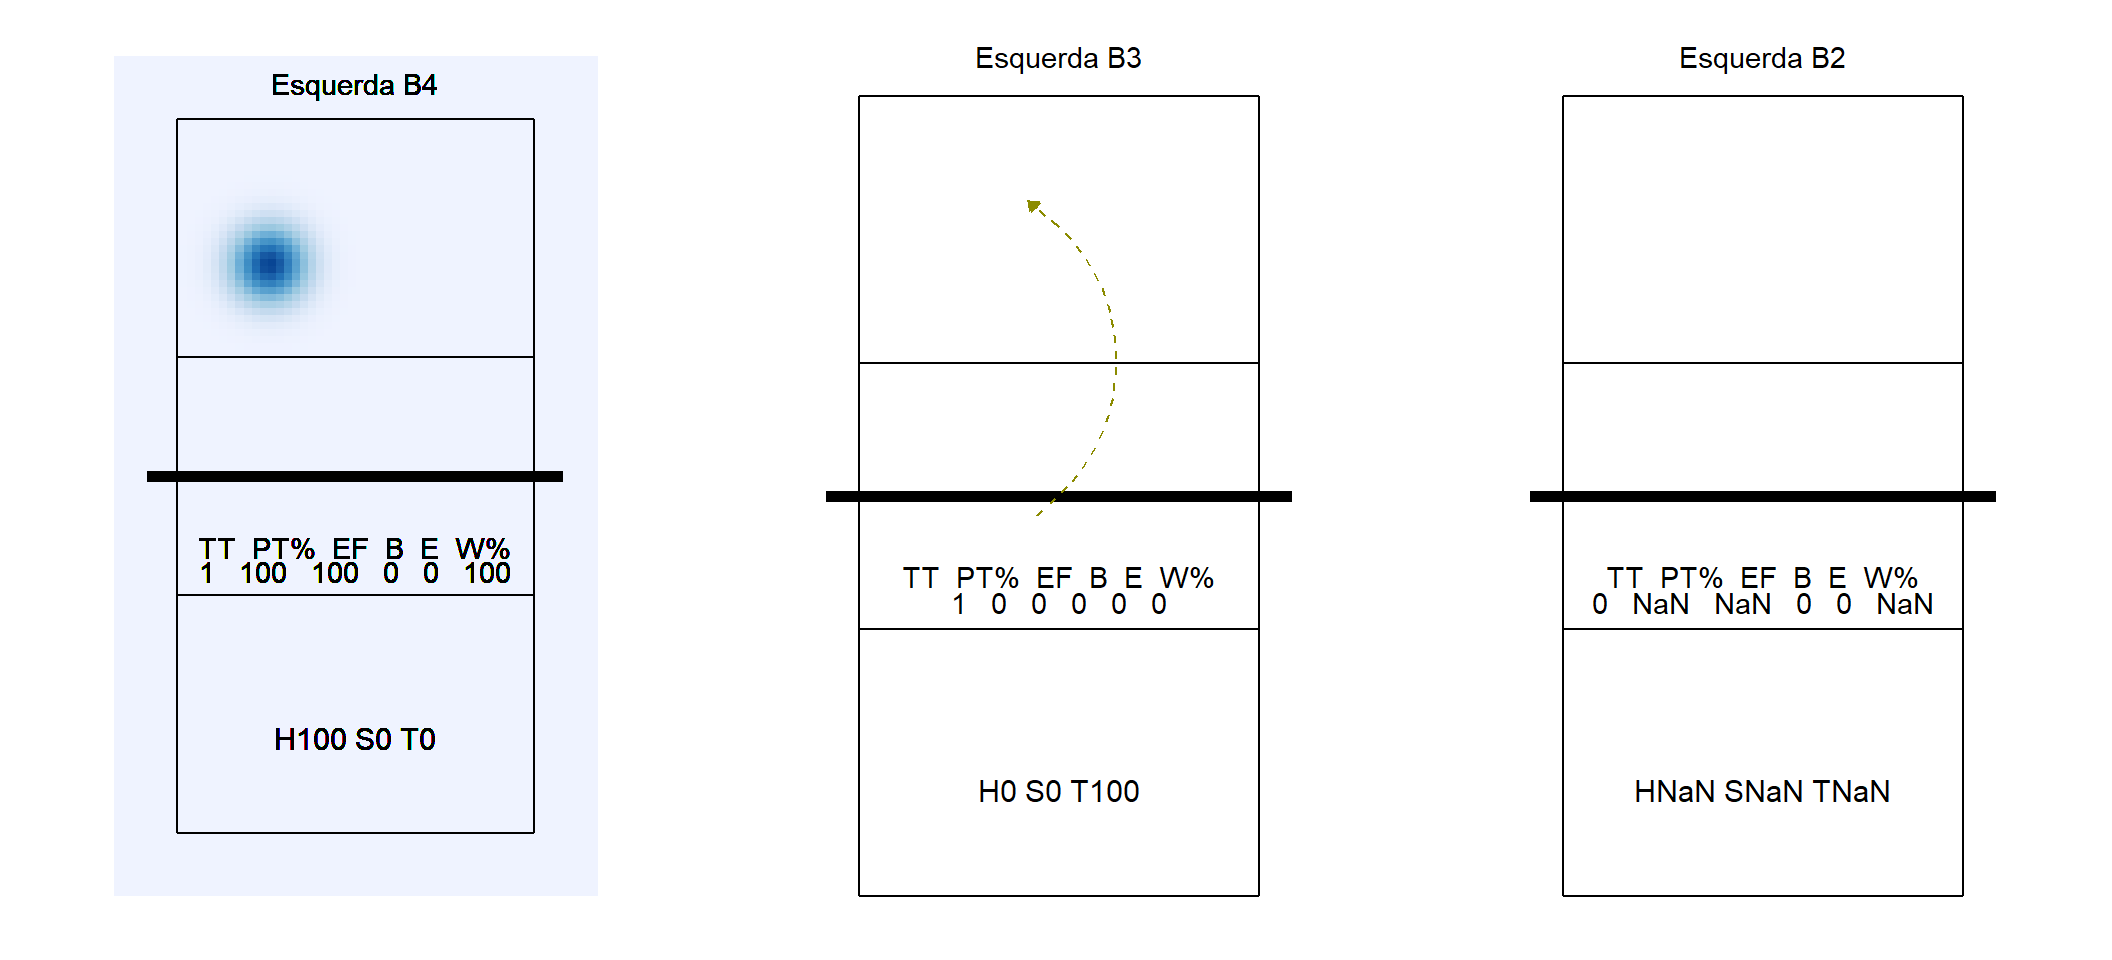 Esquerda B4
TT PT% EF B E W%
1 100 100 0 0 100
H100 S0 T0
Esquerda B3
TT PT% EF B E W%
1 0 0 0 0 0
H0 S0 T100
Esquerda B2
TT PT% EF B E W%
0 NaN NaN 0 0 NaN
HNaN SNaN TNaN